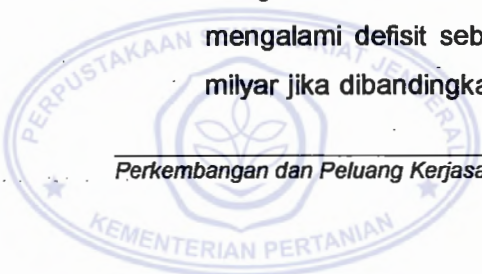 mengalami defisit seb
milyar jika dibandingka
Perkembangan dan Peluang Kerjasa
PERPUSTAKAAN
KEMENTERIAN PERTANIAN